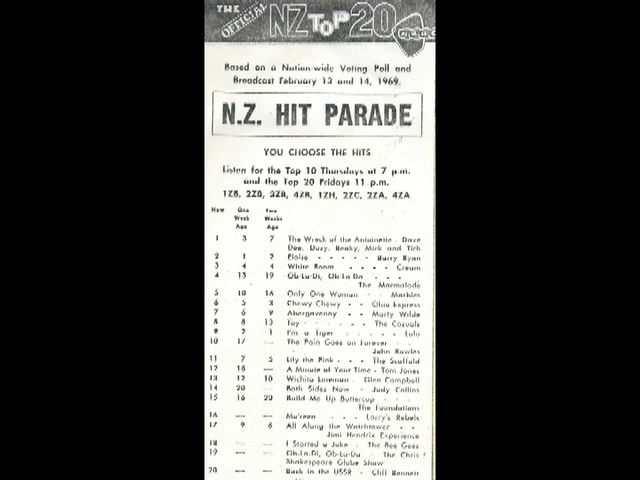 THE OFFICIAL NZ TOP 20
Based on a Nation-wide Voting Poll and
Broadcast February 13 and 14, 1969.
N.Z. HIT PARADE
YOU CHOOSE THE HITS
Listen for the Top 10 Thursdays at 7 p.m.
and the Top 20 Fridays 11 p.m.
1ZB, 2ZB, 3ZB, 4ZB, 1ZH, 2ZC, 2ZA, 4ZA
Now One Two
Week Weeks
Ago Ago
1 3 7 The Wreck of the Antoinette - Dave
Dee, Dozy, Beaky, Mick and Tich
2 1 2 Eloise - - - - - Barry Ryan
3 4 4 White Room - - - - Cream
4 13 19 Ob-La-Di, Ob-La-Da - - -
The Marmalade
5 10 16 Only One Woman - - Marbles
6 5 3 Chewy Chewy - - Ohio Express
7 6 9 Abergavenny - - Marty Wilde
8 8 13 Toy - - - - - The Casuals
9 2 1 I'm a Tiger - - - - - Lulu
10 17 — The Pain Goes on Forever - -
John Rowles
11 7 5 Lily the Pink - - - The Scaffold
12 18 — A Minute of Your Time - Tom Jones
13 12 10 Wichita Lineman - Glen Campbell
14 20 — Both Sides Now - Judy Collins
15 16 20 Build Me Up Buttercup - - -
The Foundations
16 — — Mo'reen - - - Larry's Rebels
17 9 6 All Along the Watchtower - -
Jimi Hendrix Experience
18 — — I Started a Joke - The Bee Gees
19 — — Ob-La-Di, Ob-La-Da - The Chris
Shakespeare Globe Show
20 — — Back in the USSR - Cliff Bennett